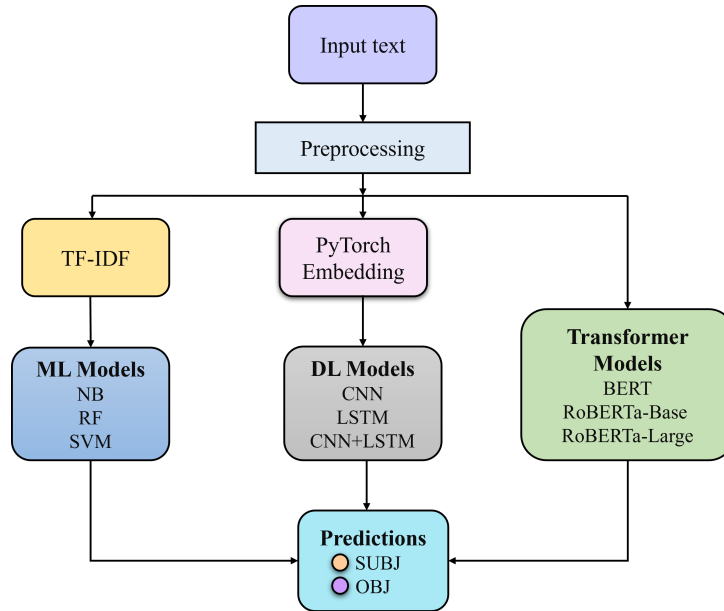 Input text
Preprocessing
TF-IDF
PyTorch
Embedding
ML Models
NB
RF
SVM
DL Models
CNN
LSTM
CNN+LSTM
Transformer
Models
BERT
RoBERTa-Base
RoBERTa-Large
Predictions
SUBJ
OBJ